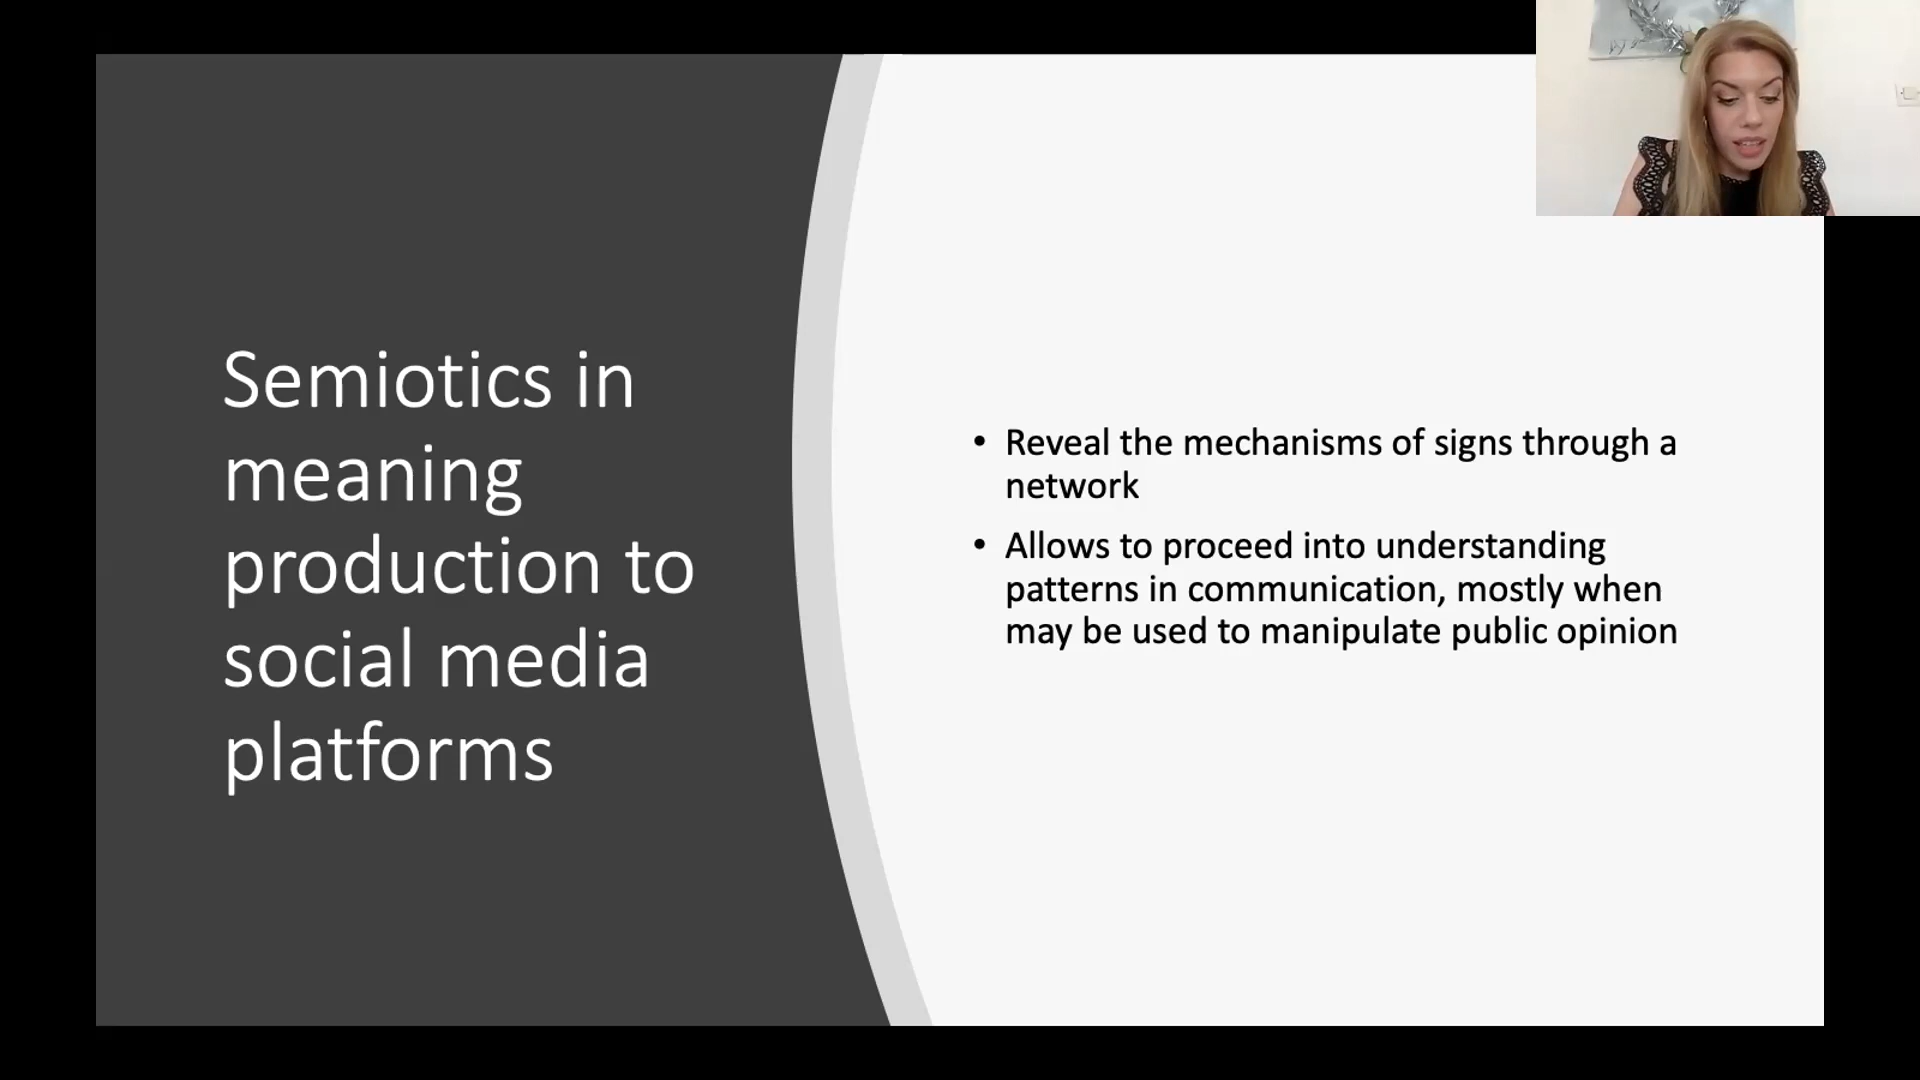 Semiotics in
meaning
production to
social media
platforms
• Reveal the mechanisms of signs through a
network
• Allows to proceed into understanding
patterns in communication, mostly when
may be used to manipulate public opinion